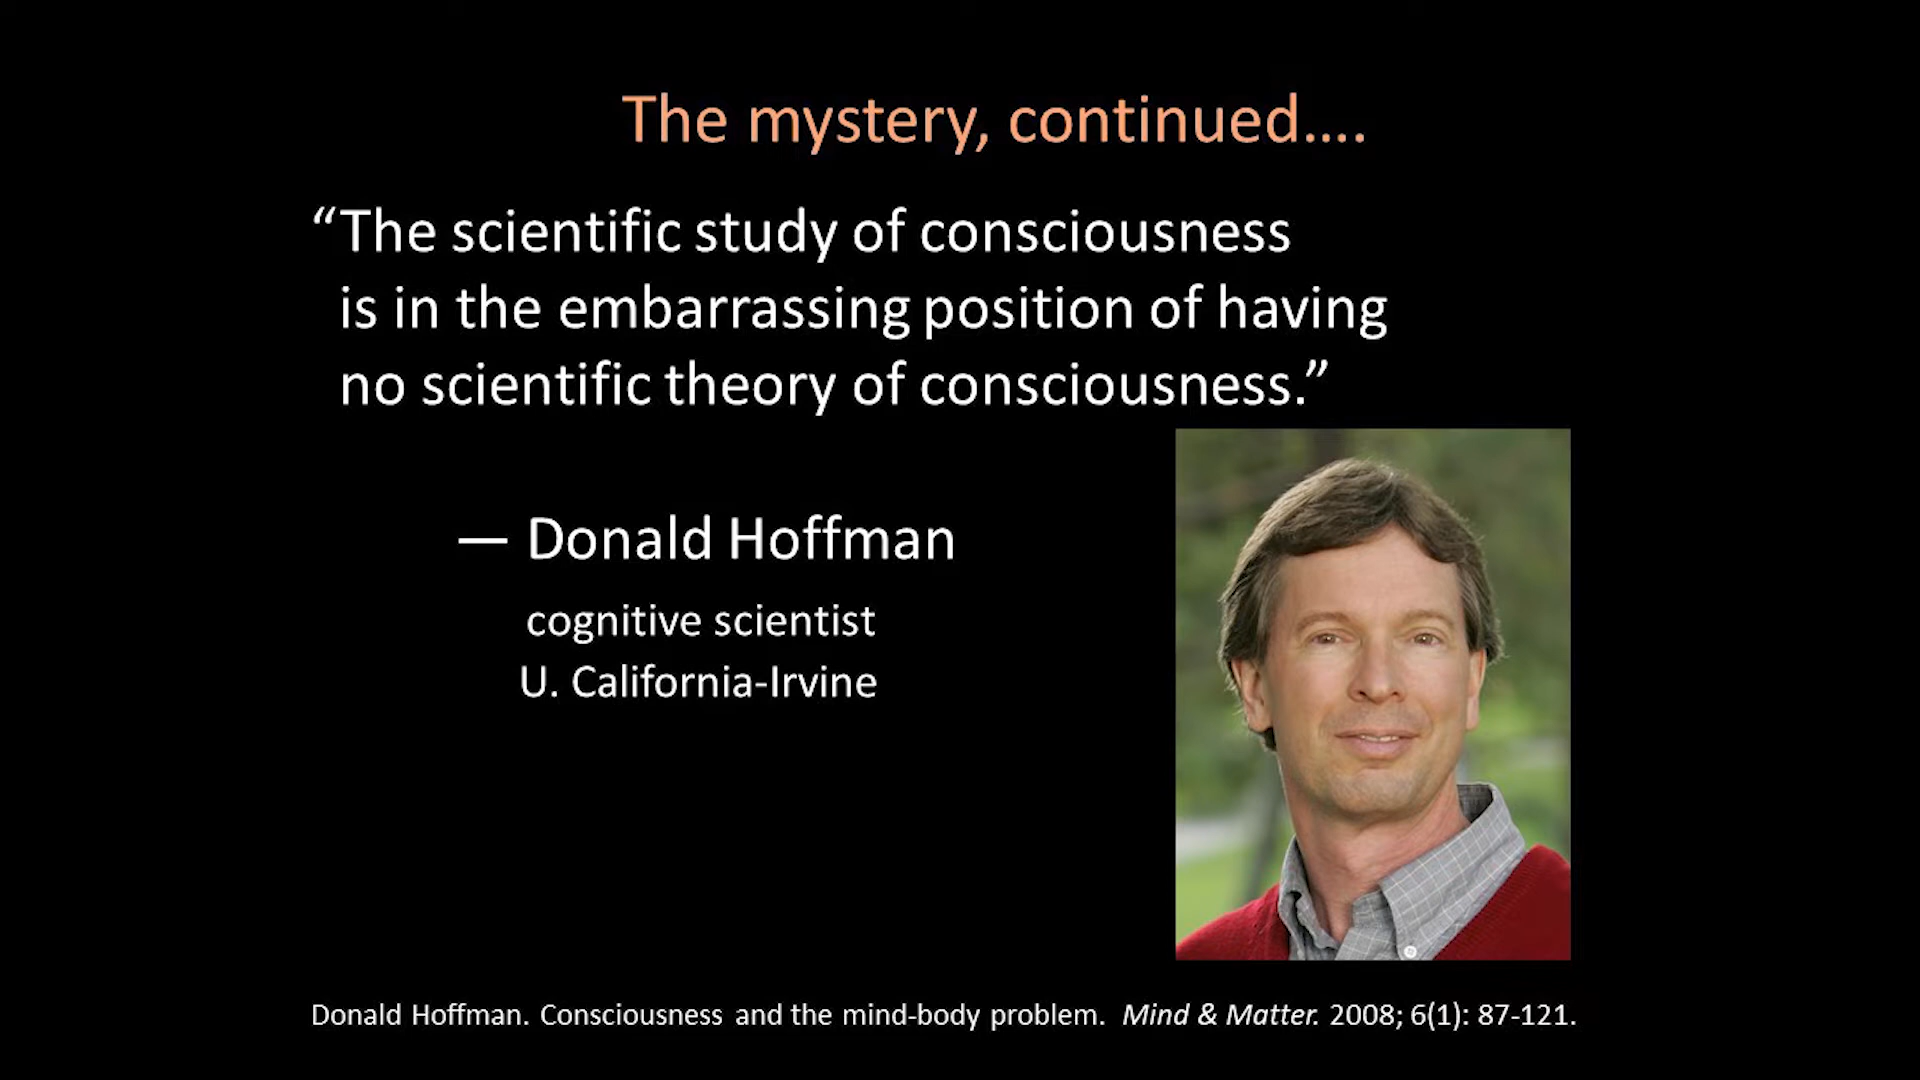 The mystery, continued....
“The scientific study of consciousness
is in the embarrassing position of having
no scientific theory of consciousness.”
— Donald Hoffman
cognitive scientist
U. California-Irvine
Donald Hoffman. Consciousness and the mind-body problem. Mind & Matter. 2008; 6(1): 87-121.